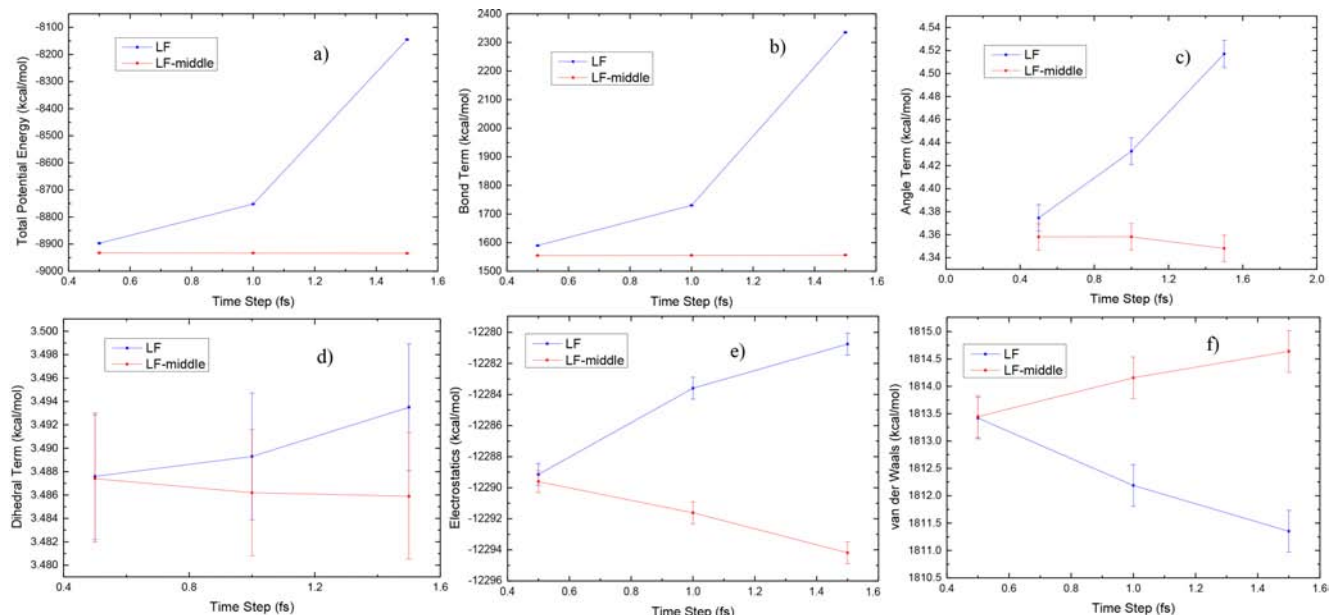 a)
LF
LF-middle
Total Potential Energy (kcal/mol)
-8100
-8200
-8300
-8400
-8500
-8600
-8700
-8800
-8900
-9000
0.4 0.6 0.8 1.0 1.2 1.4 1.6
Time Step (fs)
b)
LF
LF-middle
Bond Term (kcal/mol)
2400
2300
2200
2100
2000
1900
1800
1700
1600
1500
0.4 0.6 0.8 1.0 1.2 1.4 1.6
Time Step (fs)
c)
LF
LF-middle
Angle Term (kcal/mol)
4.54
4.52
4.50
4.48
4.46
4.44
4.42
4.40
4.38
4.36
4.34
0.0 0.4 0.8 1.2 1.6 2.0
Time Step (fs)
d)
LF
LF-middle
Dihedral Term (kcal/mol)
3.500
3.498
3.496
3.494
3.492
3.490
3.488
3.486
3.484
3.482
3.480
0.4 0.8 1.2 1.6
Time Step (fs)
e)
LF
LF-middle
Electrostatics (kcal/mol)
-12280
-12282
-12284
-12286
-12288
-12290
-12292
-12294
-12296
0.4 0.6 0.8 1.0 1.2 1.4 1.6
Time Step (fs)
f)
LF
LF-middle
van der Waals (kcal/mol)
1815.0
1814.5
1814.0
1813.5
1813.0
1812.5
1812.0
1811.5
1811.0
1810.5
0.4 0.6 0.8 1.0 1.2 1.4 1.6
Time Step (fs)